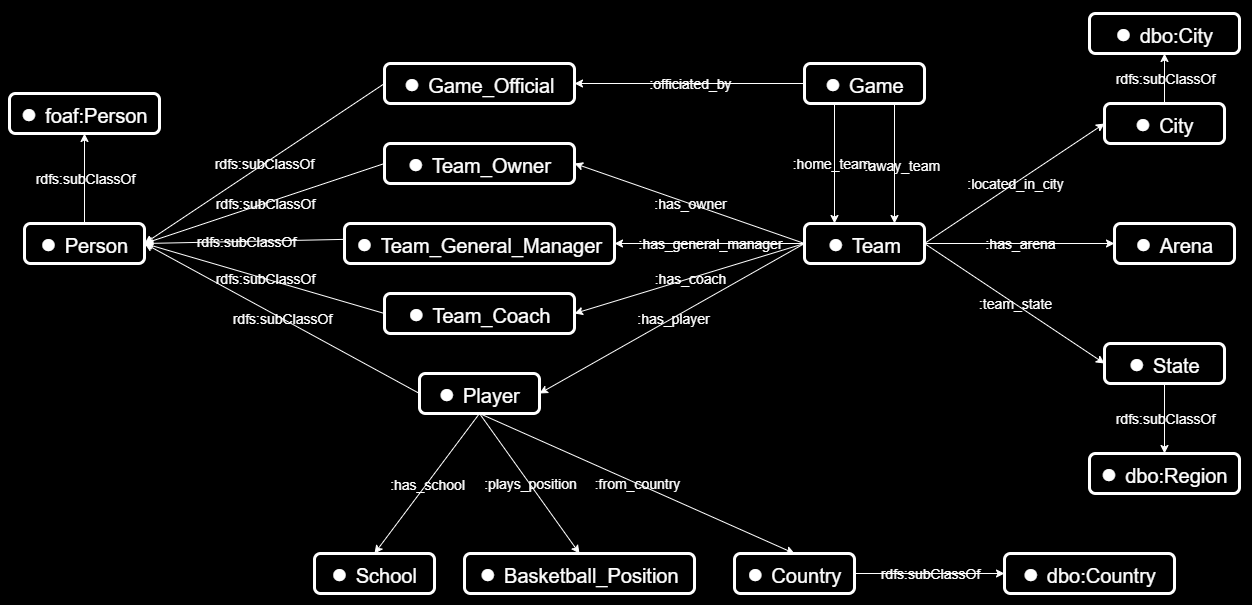 dbo:City
rdfs:subClassOf
Game_Official
:officiated_by
Game
foaf:Person
City
rdfs:subClassOf
rdfs:subClassOf
Team_Owner
:home_team
:away_team
:located_in_city
rdfs:subClassOf
:has_owner
Person
rdfs:subClassOf
Team_General_Manager
:has_general_manager
Team
:has_arena
Arena
rdfs:subClassOf
:has_coach
Team_Coach
:has_player
:team_state
rdfs:subClassOf
State
Player
rdfs:subClassOf
:has_school
:plays_position
:from_country
dbo:Region
School
Basketball_Position
Country
rdfs:subClassOf
dbo:Country